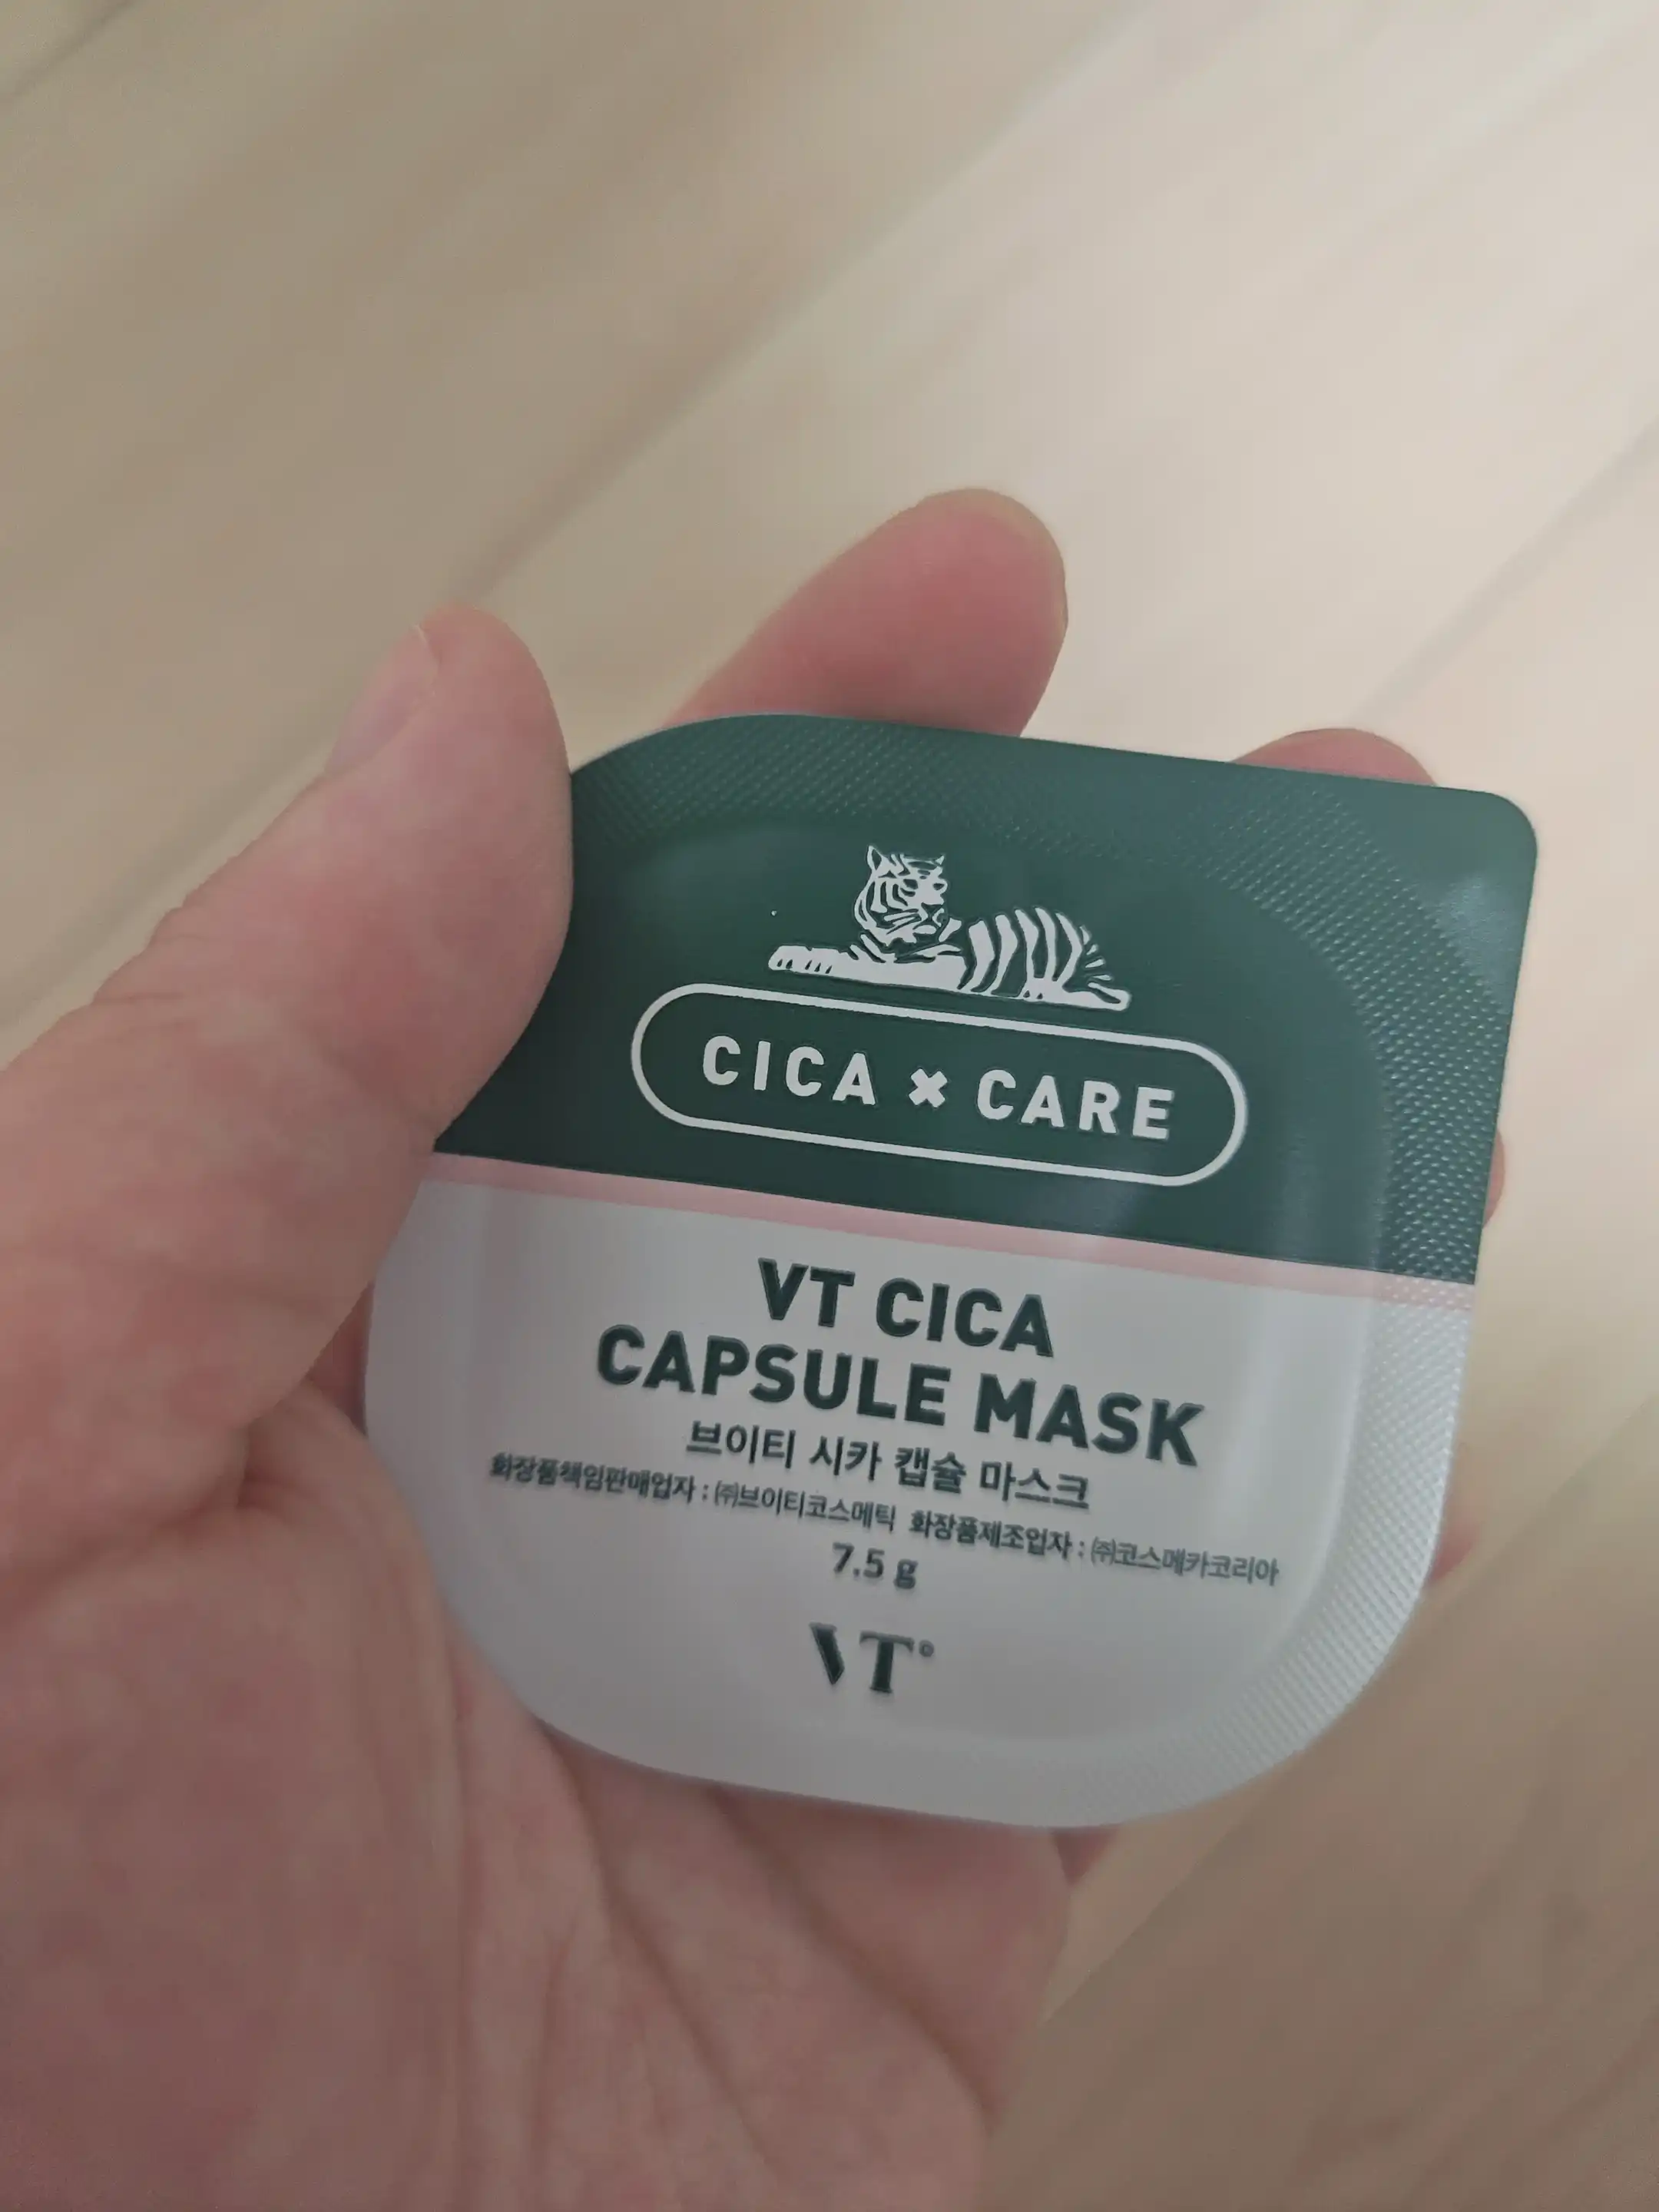 CICA × CARE
VT CICA
CAPSULE MASK
브이티 시카 캡슐 마스크
화장품책임판매업자 : ㈜브이티코스메틱 화장품제조업자 : ㈜코스메카코리아
7.5 g
VT